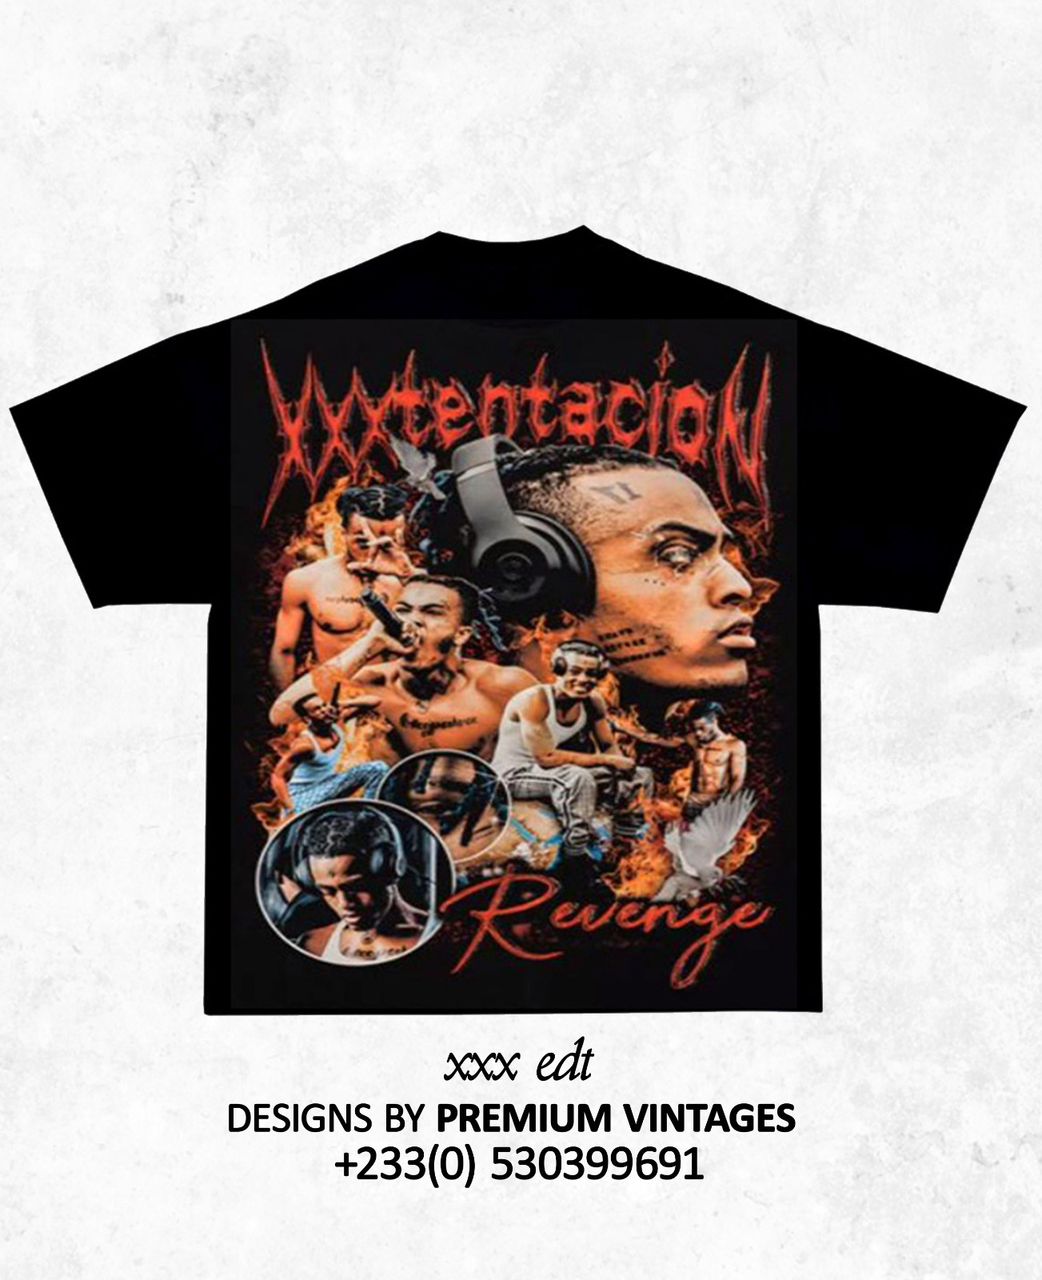 xxxtentacion
Revenge
xxx edt
DESIGNS BY PREMIUM VINTAGES
+233(0) 530399691